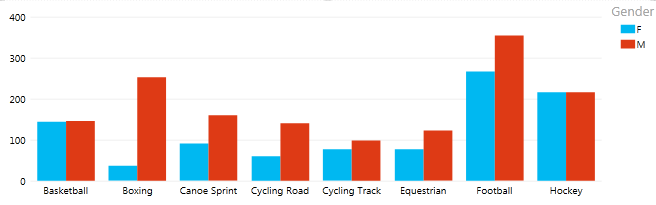 Gender
F
M
400
300
200
100
0
Basketball Boxing Canoe Sprint Cycling Road Cycling Track Equestrian Football Hockey